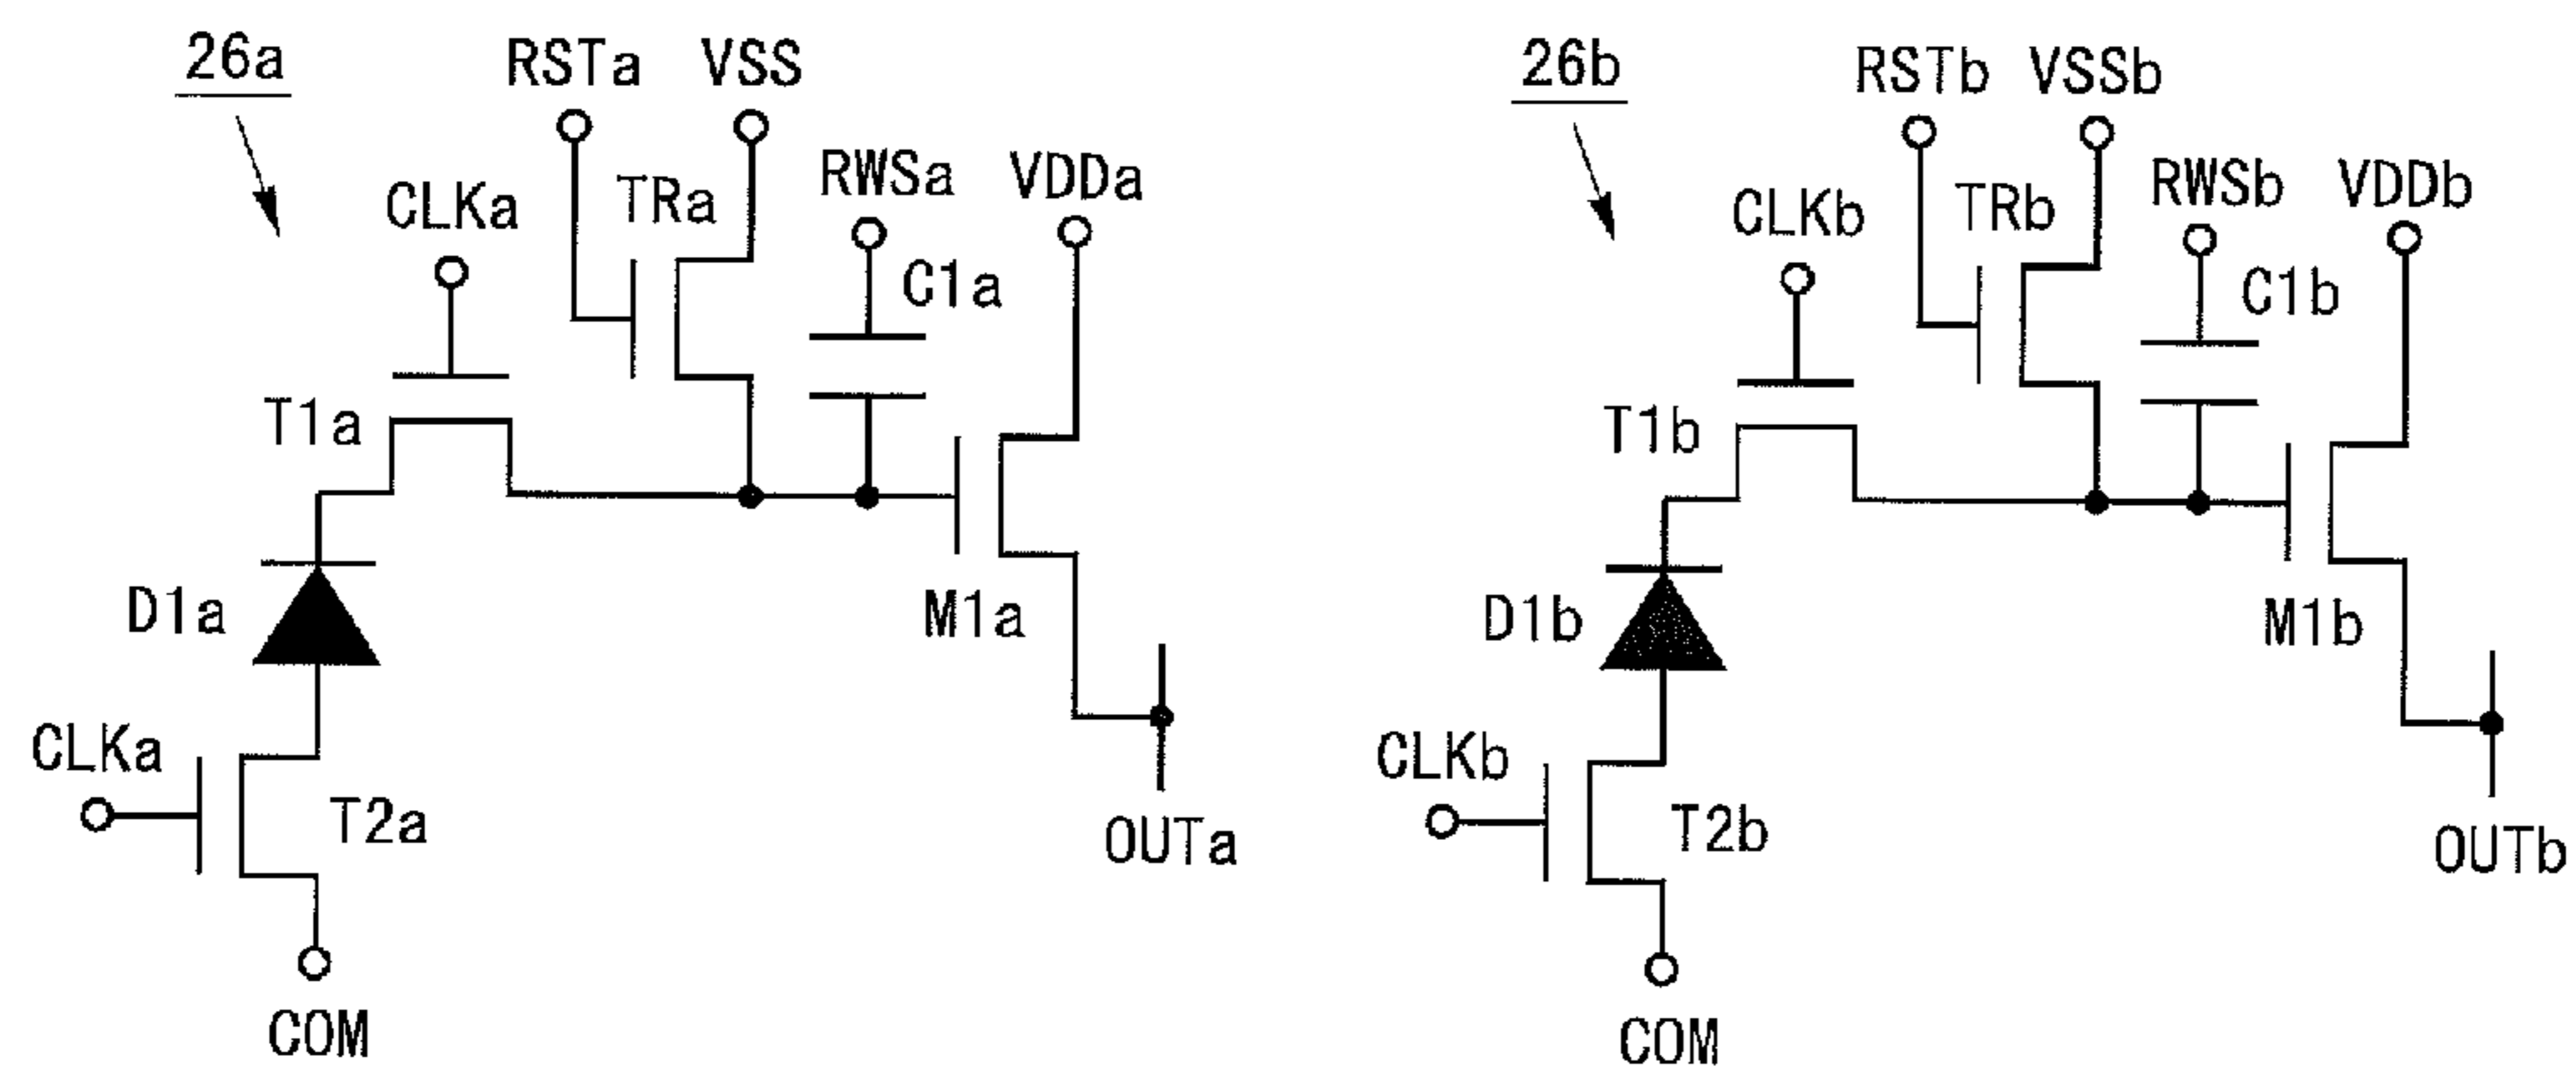 26a
RSTa
VSS
CLKa
TRa
RWSa
VDDa
C1a
T1a
D1a
M1a
CLKa
T2a
OUTa
COM
26b
RSTb
VSSb
CLKb
TRb
RWSb
VDDb
C1b
T1b
D1b
M1b
CLKb
T2b
OUTb
COM